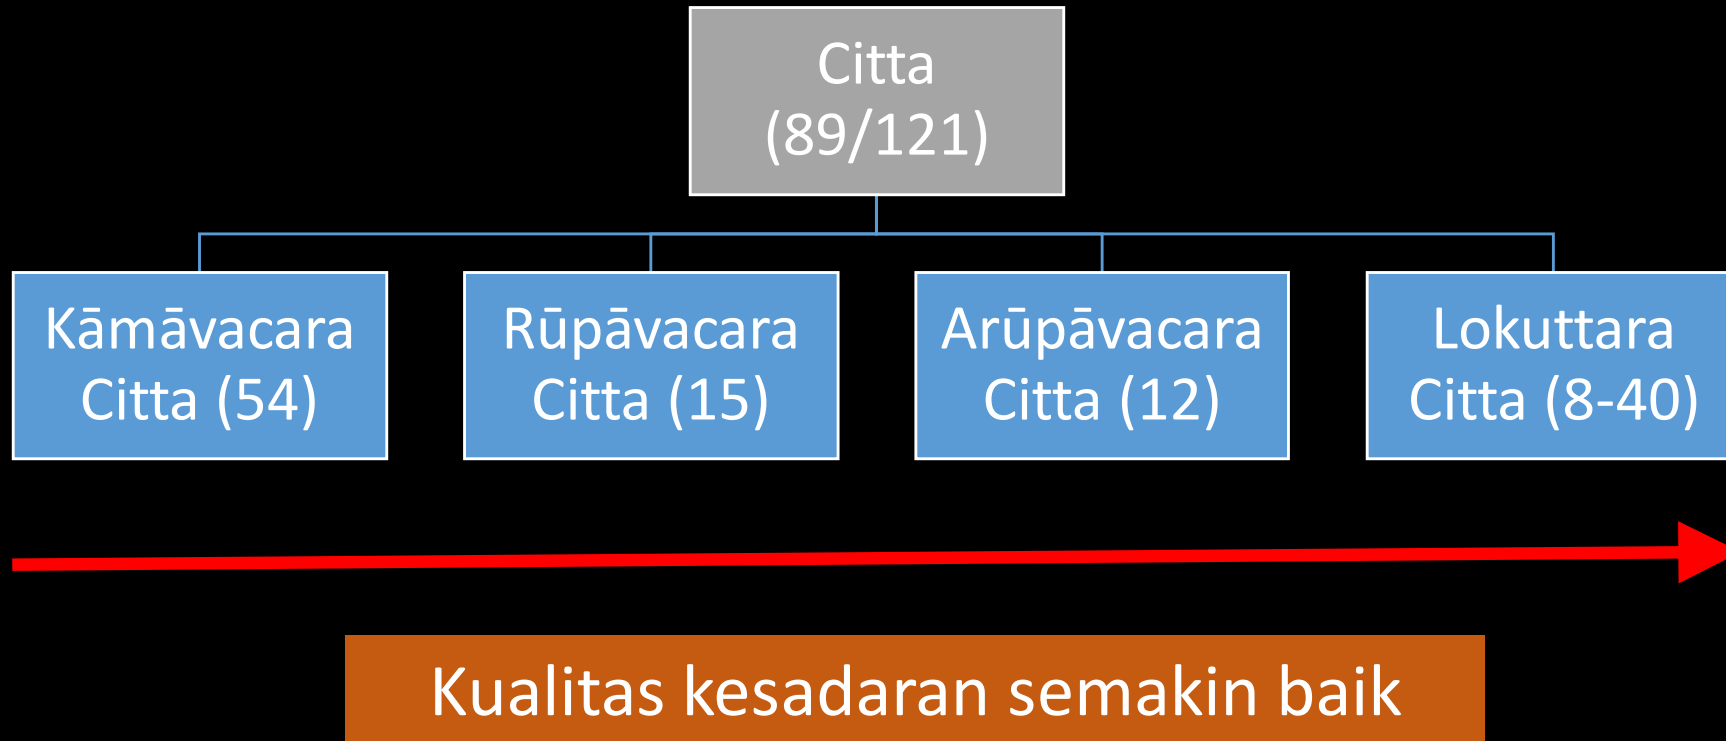 Citta
(89/121)
Kāmāvacara
Citta (54)
Rūpāvacara
Citta (15)
Arūpāvacara
Citta (12)
Lokuttara
Citta (8-40)
Kualitas kesadaran semakin baik